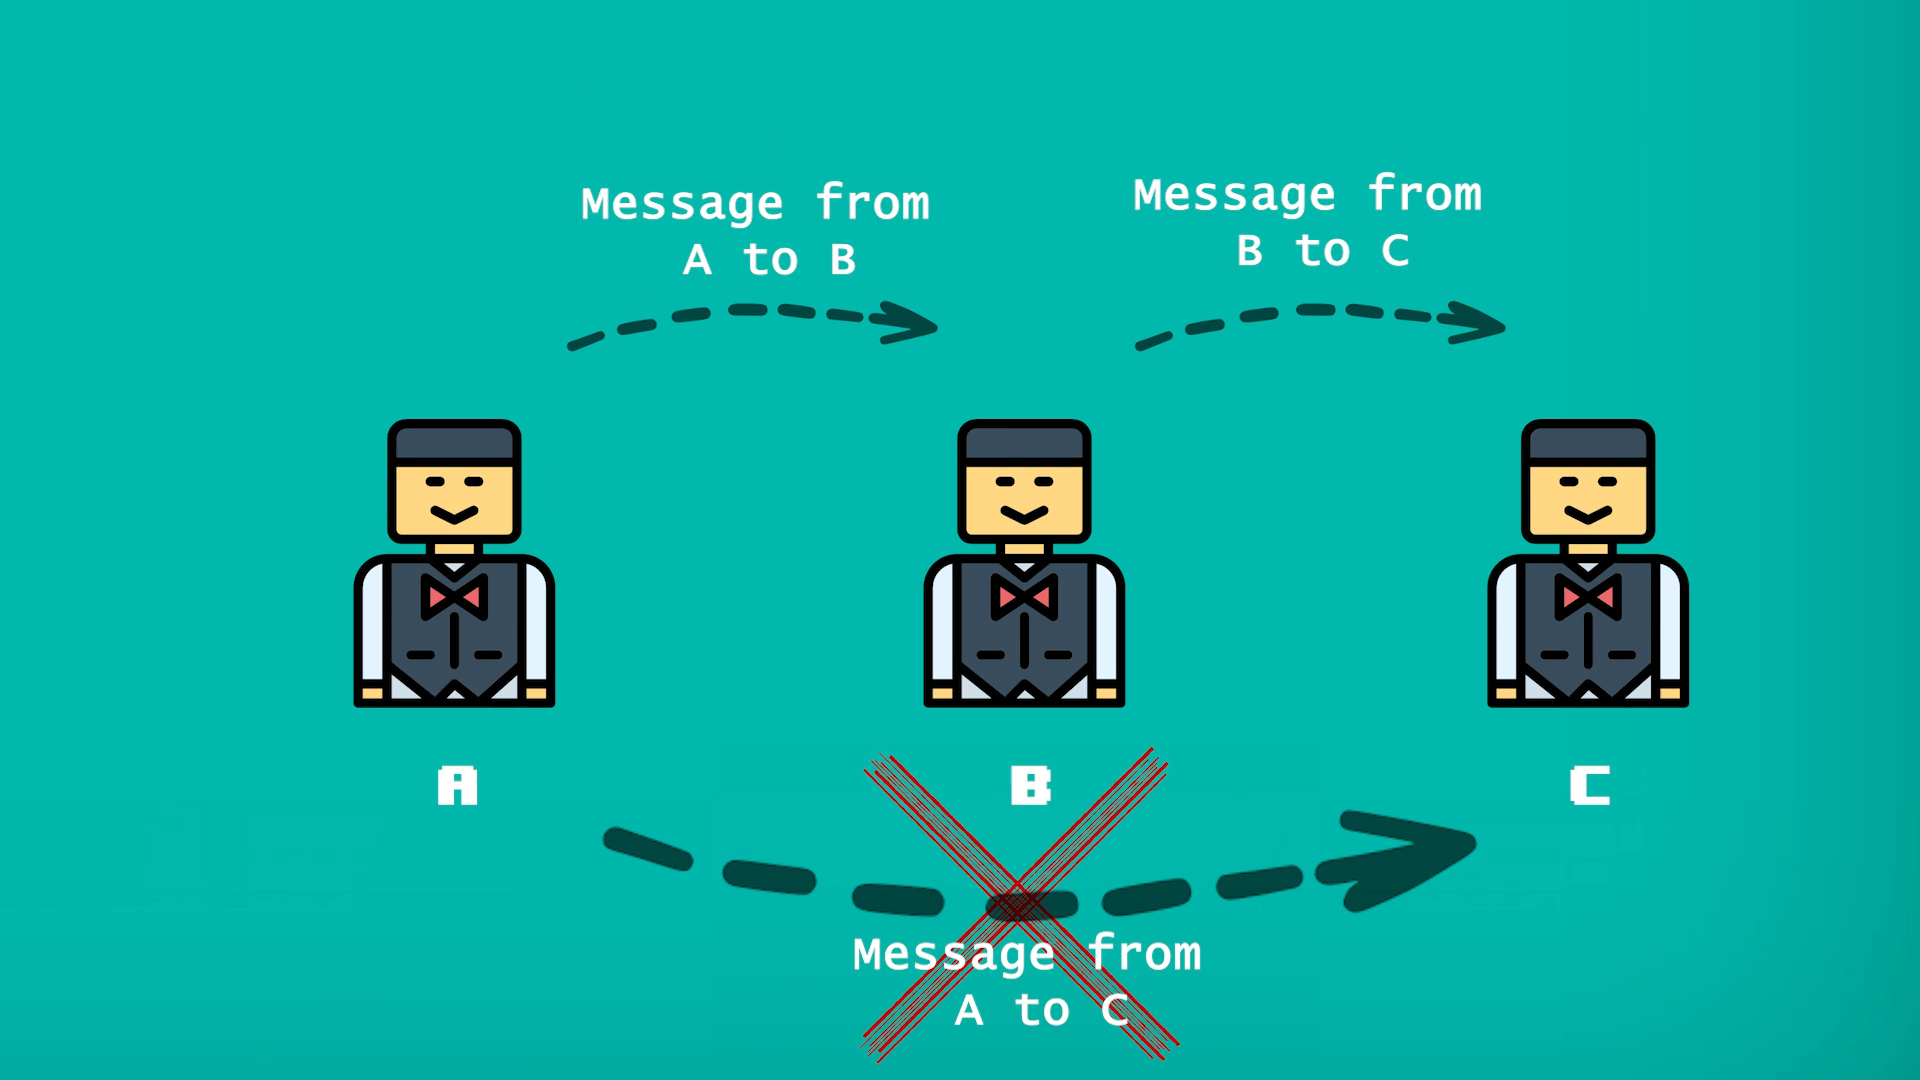 Message from
A to B
Message from
B to C
A
B
C
Message from
A to C